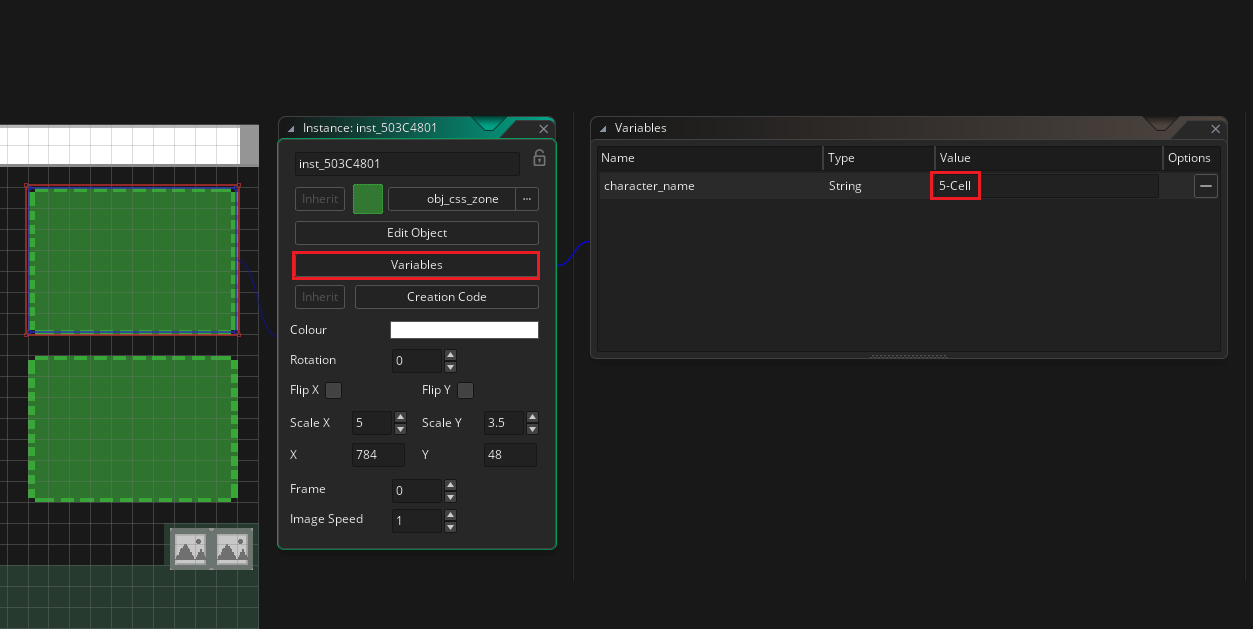 Instance: inst_503C4801
inst_503C4801
Inherit
obj_css_zone
...
Edit Object
Variables
Inherit
Creation Code
Colour
Rotation 0
Flip X
Flip Y
Scale X 5 Scale Y 3.5
X 784 Y 48
Frame 0
Image Speed 1
Variables
Name Type Value Options
character_name String 5-Cell